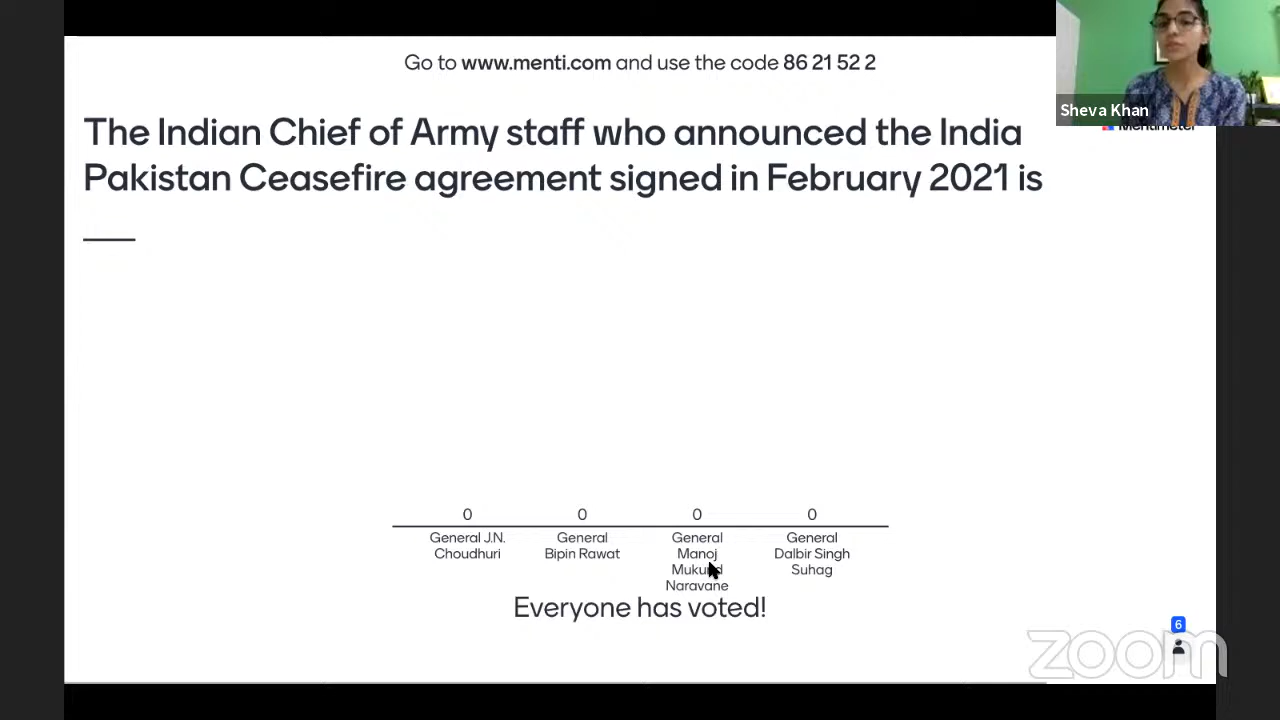 Go to www.menti.com and use the code 86 21 52 2
Sheva Khan
Mentimeter
The Indian Chief of Army staff who announced the India
Pakistan Ceasefire agreement signed in February 2021 is
0
0
0
0
General J.N.
Choudhuri
General
Bipin Rawat
General
Manoj
Mukund
Naravane
General
Dalbir Singh
Suhag
Everyone has voted!
6
zoom